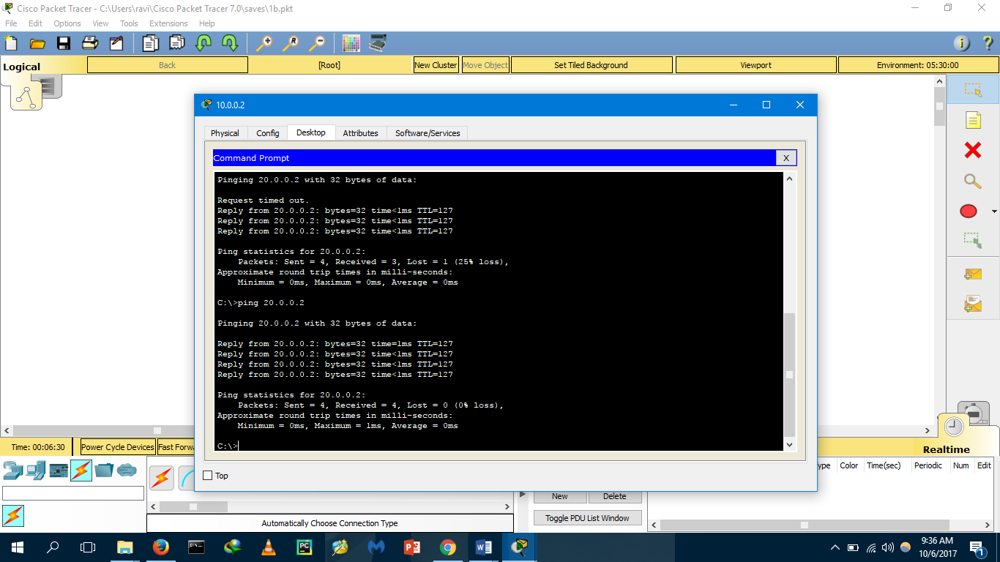 Cisco Packet Tracer - C:\Users\ravi\Cisco Packet Tracer 7.0\saves\1b.pkt
File Edit Options View Tools Extensions Help
Logical Back [Root] New Cluster Move Object Set Tiled Background Viewport Environment: 05:30:00
10.0.0.2
Physical Config Desktop Attributes Software/Services
Command Prompt X
Pinging 20.0.0.2 with 32 bytes of data:
Request timed out.
Reply from 20.0.0.2: bytes=32 time<1ms TTL=127
Reply from 20.0.0.2: bytes=32 time<1ms TTL=127
Reply from 20.0.0.2: bytes=32 time<1ms TTL=127
Ping statistics for 20.0.0.2:
Packets: Sent = 4, Received = 3, Lost = 1 (25% loss),
Approximate round trip times in milli-seconds:
Minimum = 0ms, Maximum = 0ms, Average = 0ms
C:\>ping 20.0.0.2
Pinging 20.0.0.2 with 32 bytes of data:
Reply from 20.0.0.2: bytes=32 time=1ms TTL=127
Reply from 20.0.0.2: bytes=32 time<1ms TTL=127
Reply from 20.0.0.2: bytes=32 time<1ms TTL=127
Reply from 20.0.0.2: bytes=32 time<1ms TTL=127
Ping statistics for 20.0.0.2:
Packets: Sent = 4, Received = 4, Lost = 0 (0% loss),
Approximate round trip times in milli-seconds:
Minimum = 0ms, Maximum = 1ms, Average = 0ms
C:\>
Top
Time: 00:06:30 Power Cycle Devices Fast Forw
Realtime
ype Color Time(sec) Periodic Num Edit
New Delete
Toggle PDU List Window
Automatically Choose Connection Type
9:36 AM
10/6/2017
1